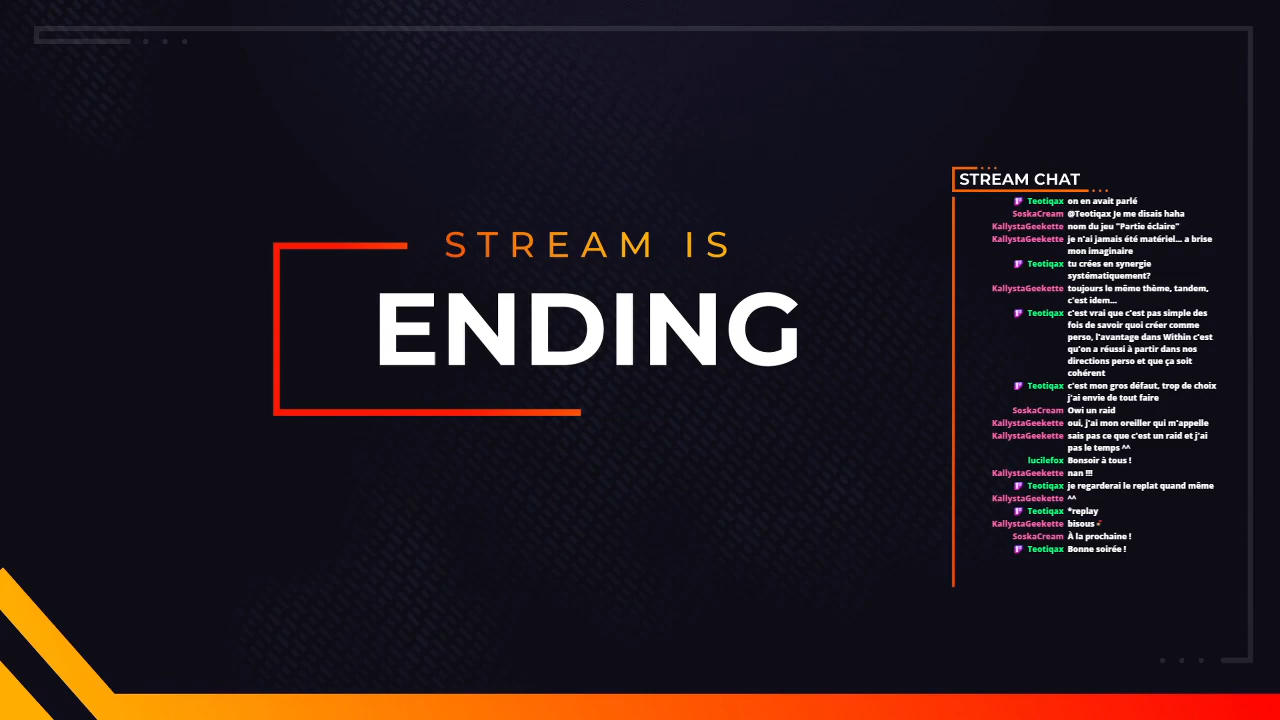 STREAM IS
ENDING
STREAM CHAT
Teotiqax on en avait parlé
SoskaCream @Teotiqax Je me disais haha
KallystaGeekette nom du jeu "Partie éclaire"
KallystaGeekette je n'ai jamais été matériel... a brise
mon imaginaire
Teotiqax tu crées en synergie
systématiquement?
KallystaGeekette toujours le même thème, tandem,
c'est idem...
Teotiqax c'est vrai que c'est pas simple des
fois de savoir quoi créer comme
perso, l'avantage dans Within c'est
qu'on a réussi à partir dans nos
directions perso et que ça soit
cohérent
Teotiqax c'est mon gros défaut, trop de choix
j'ai envie de tout faire
SoskaCream Owi un raid
KallystaGeekette oui, j'ai mon oreiller qui m'appelle
KallystaGeekette sais pas ce que c'est un raid et j'ai
pas le temps ^^
lucilefox Bonsoir à tous !
KallystaGeekette nan !!!
Teotiqax je regarderai le replat quand même
KallystaGeekette ^^
Teotiqax *replay
KallystaGeekette bisous
SoskaCream À la prochaine !
Teotiqax Bonne soirée !